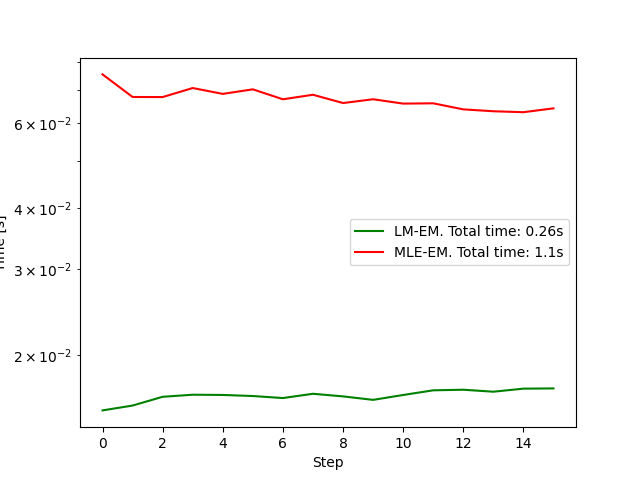 6 × 10⁻²
4 × 10⁻²
3 × 10⁻²
2 × 10⁻²
Time [s]
LM-EM. Total time: 0.26s
MLE-EM. Total time: 1.1s
0 2 4 6 8 10 12 14
Step